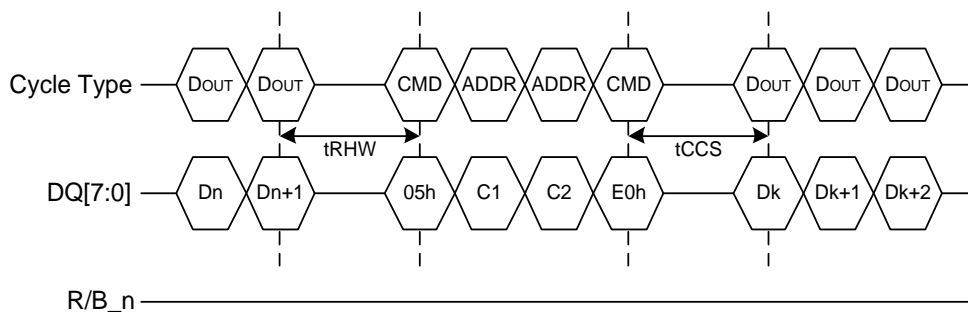 Cycle Type DOUT DOUT CMD ADDR ADDR CMD DOUT DOUT DOUT
tRHW tCCS
DQ[7:0] Dn Dn+1 05h C1 C2 E0h Dk Dk+1 Dk+2
R/B_n